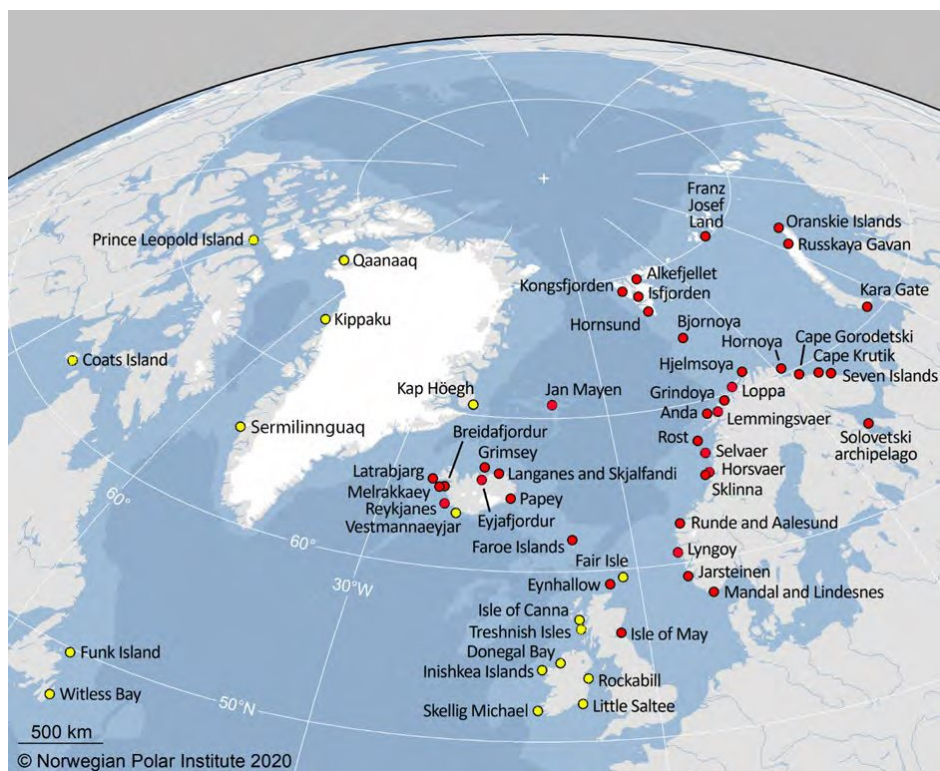 Franz
Josef
Land
Oranskie Islands
Russkaya Gavan
Prince Leopold Island
Qaanaaq
Alkefjellet
Kongsfjorden
Isfjorden
Kara Gate
Hornsund
Kippaku
Bjornoya
Cape Gorodetski
Hornoya
Cape Krutik
Coats Island
Hjelmsoya
Seven Islands
Kap Höegh
Jan Mayen
Loppa
Grindoya
Anda
Lemmingsvaer
Sermilinnguaq
Breidafjordur
Solovetski
archipelago
Rost
Grimsey
Selvaer
Latrabjarg
Langanes and Skjalfandi
Horsvaer
Melrakkaey
Sklinna
Reykjanes
Papey
60°
Vestmannaeyjar
Eyjafjordur
Runde and Aalesund
60°
Faroe Islands
Lyngoy
Fair Isle
30°W
Eynhallow
Jarsteinen
Mandal and Lindesnes
Isle of Canna
Treshnish Isles
Isle of May
Funk Island
Donegal Bay
Inishkea Islands
Rockabill
Witless Bay
50°N
Skellig Michael
Little Saltee
500 km
© Norwegian Polar Institute 2020